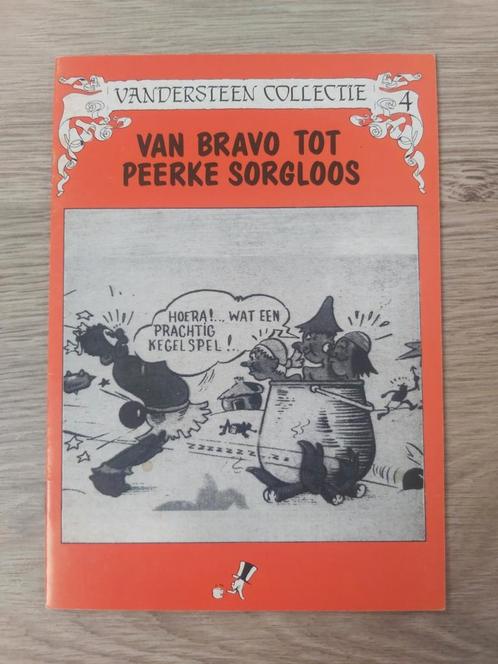 VANDERSTEEN COLLECTIE 4
VAN BRAVO TOT
PEERKE SORGLOOS
HOERA!... WAT EEN
PRACHTIG
KEGELSPEL!..